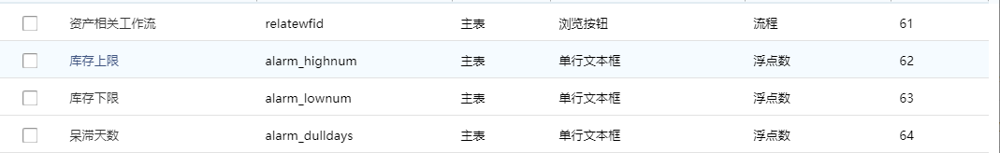 资产相关工作流 relatewfid 主表 浏览按钮 流程 61
库存上限 alarm_highnum 主表 单行文本框 浮点数 62
库存下限 alarm_lownum 主表 单行文本框 浮点数 63
呆滞天数 alarm_dulldays 主表 单行文本框 浮点数 64